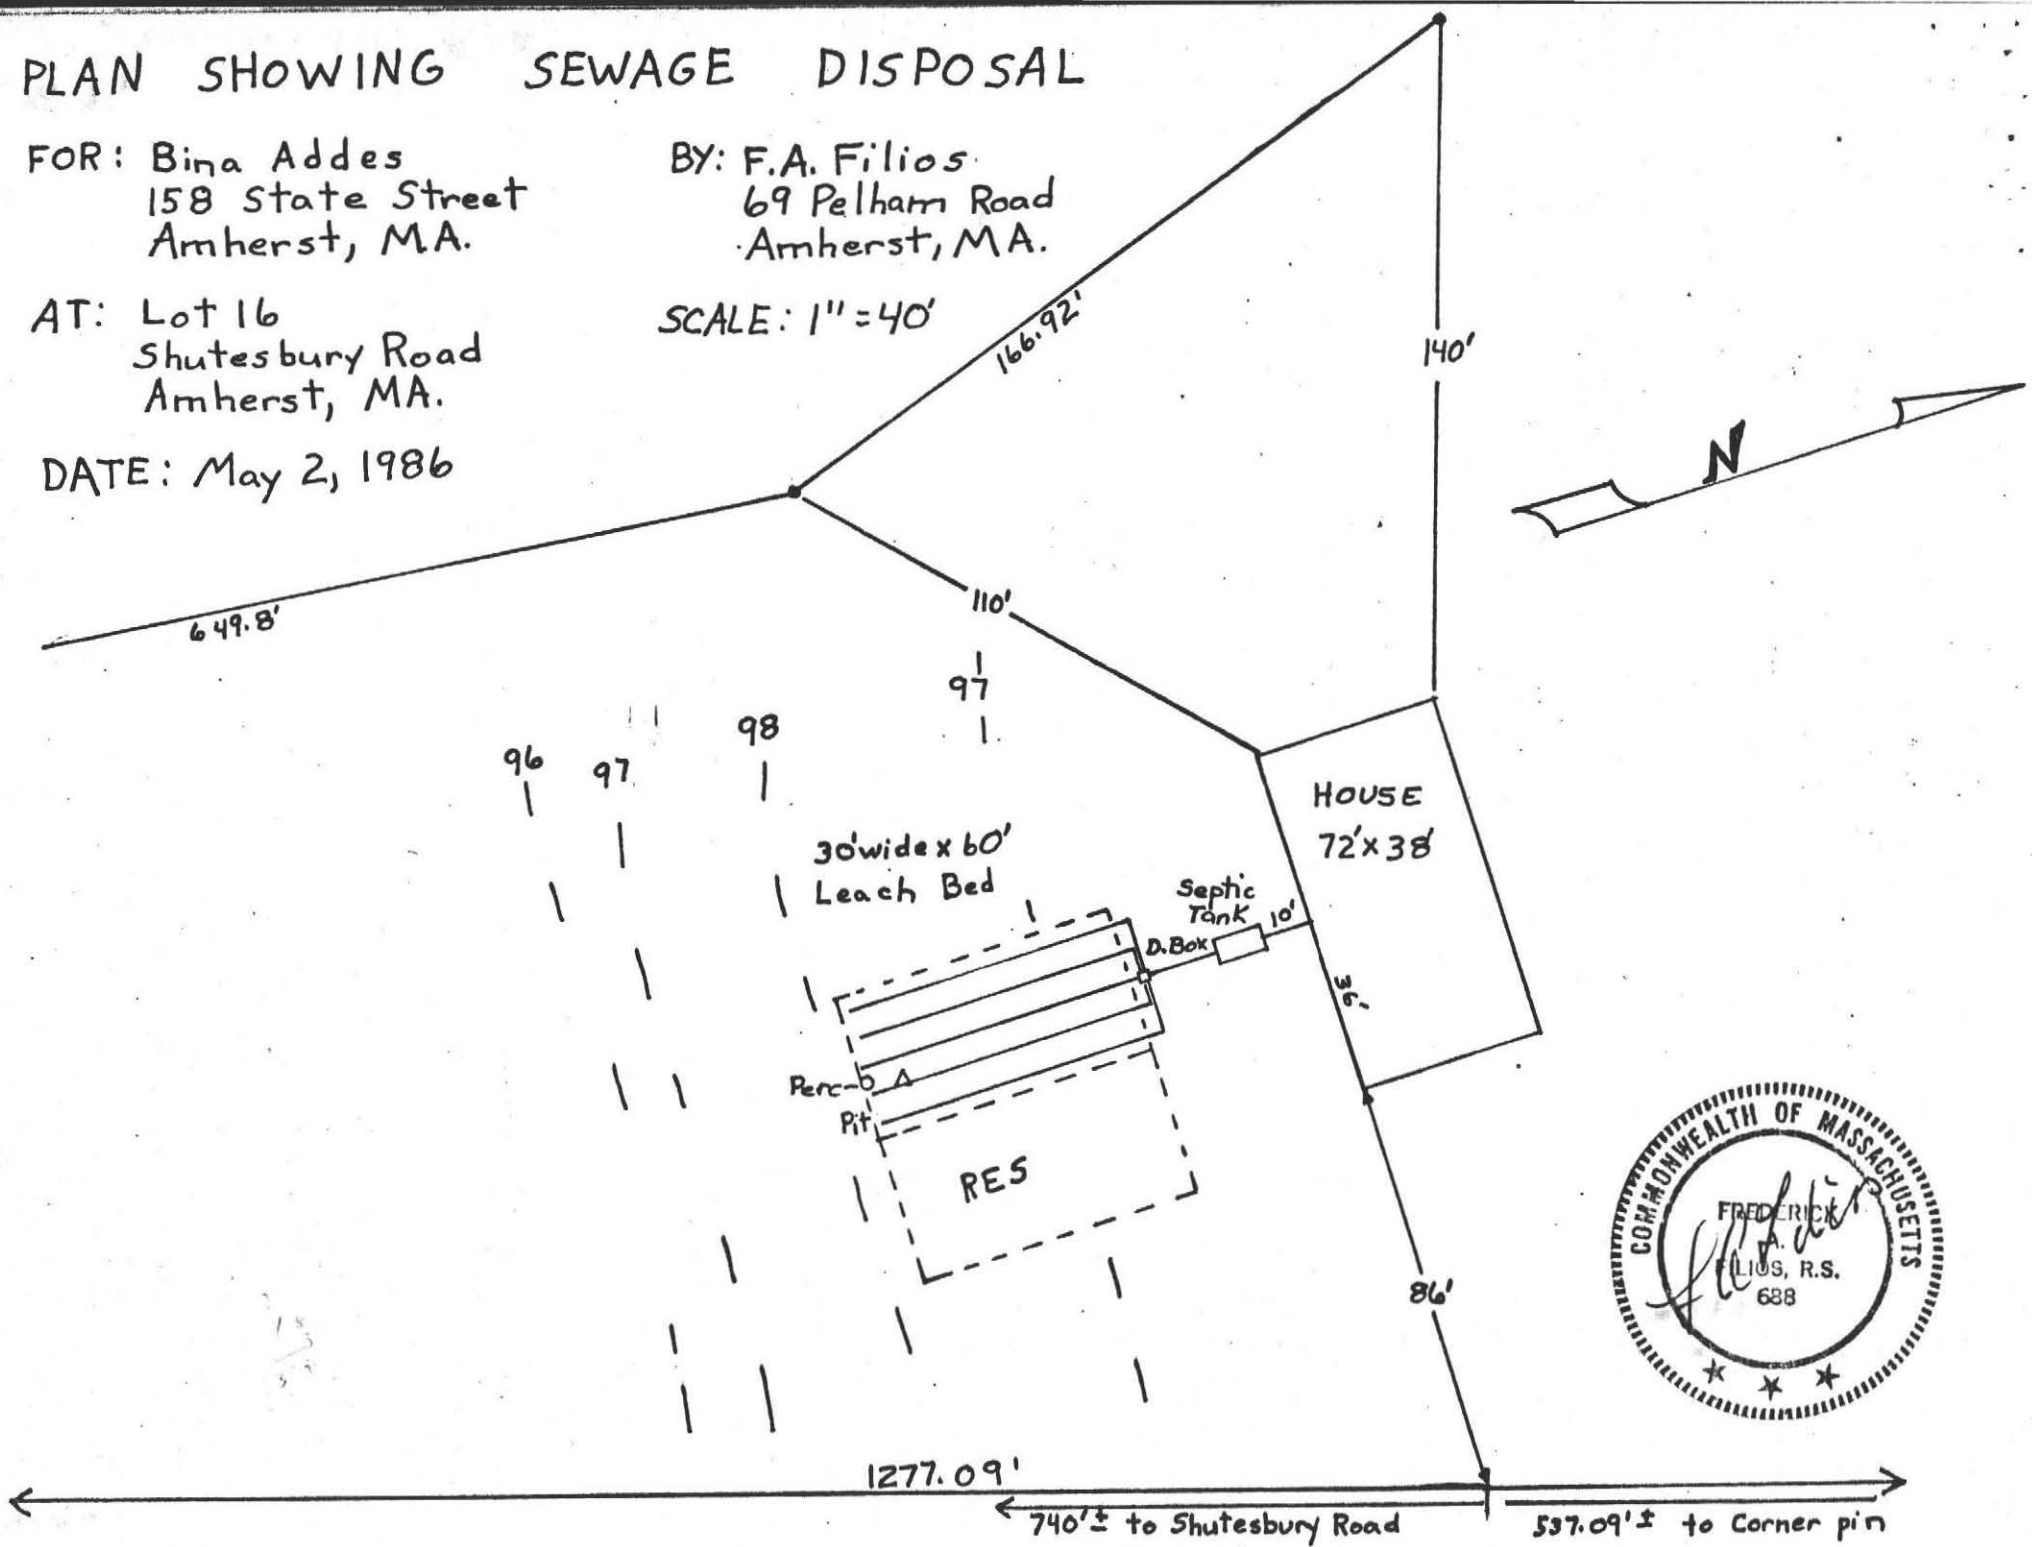 PLAN SHOWING SEWAGE DISPOSAL
FOR: Bina Addes
158 State Street
Amherst, MA.
BY: F.A. Filios
69 Pelham Road
Amherst, MA.
AT: Lot 16
Shutesbury Road
Amherst, MA.
SCALE: 1"=40'
DATE: May 2, 1986
166.92'
140'
N
649.8'
110'
97
96
97
98
HOUSE
72'x38'
30'wide x 60'
Leach Bed
Septic
Tank
10'
D.Box
36'
Perc
Pit
RES
86'
COMMONWEALTH OF MASSACHUSETTS
FREDERICK
A.
FILIOS, R.S.
688
1277.09'
740'± to Shutesbury Road
537.09'± to Corner pin